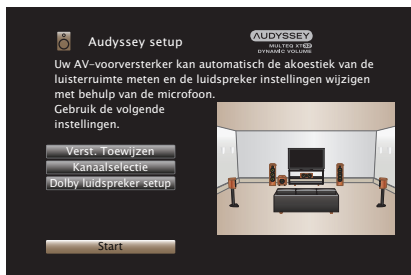 Audyssey setup
AUDYSSEY
MULTEQ XT32
DYNAMIC VOLUME
Uw AV-voorversterker kan automatisch de akoestiek van de
luisterruimte meten en de luidspreker instellingen wijzigen
met behulp van de microfoon.
Gebruik de volgende
instellingen.
Verst. Toewijzen
Kanaalselectie
Dolby luidspreker setup
Start